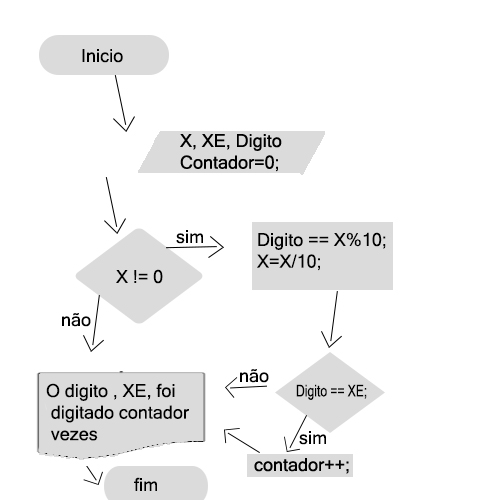 Inicio
X, XE, Digito
Contador=0;
sim
Digito == X%10;
X=X/10;
X != 0
não
não
Digito == XE;
O digito , XE, foi
digitado contador
vezes
sim
contador++;
fim